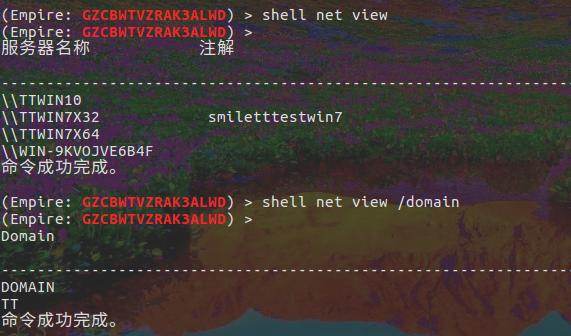 (Empire: GZCBWTVZRAK3ALWD) > shell net view
(Empire: GZCBWTVZRAK3ALWD) >
服务器名称            注解
-------------------------------------------------------------------------------
\\TTWIN10
\\TTWIN7X32            smiletttestwin7
\\TTWIN7X64
\\WIN-9KVOJVE6B4F
命令成功完成。
(Empire: GZCBWTVZRAK3ALWD) > shell net view /domain
(Empire: GZCBWTVZRAK3ALWD) >
Domain
-------------------------------------------------------------------------------
DOMAIN
TT
命令成功完成。